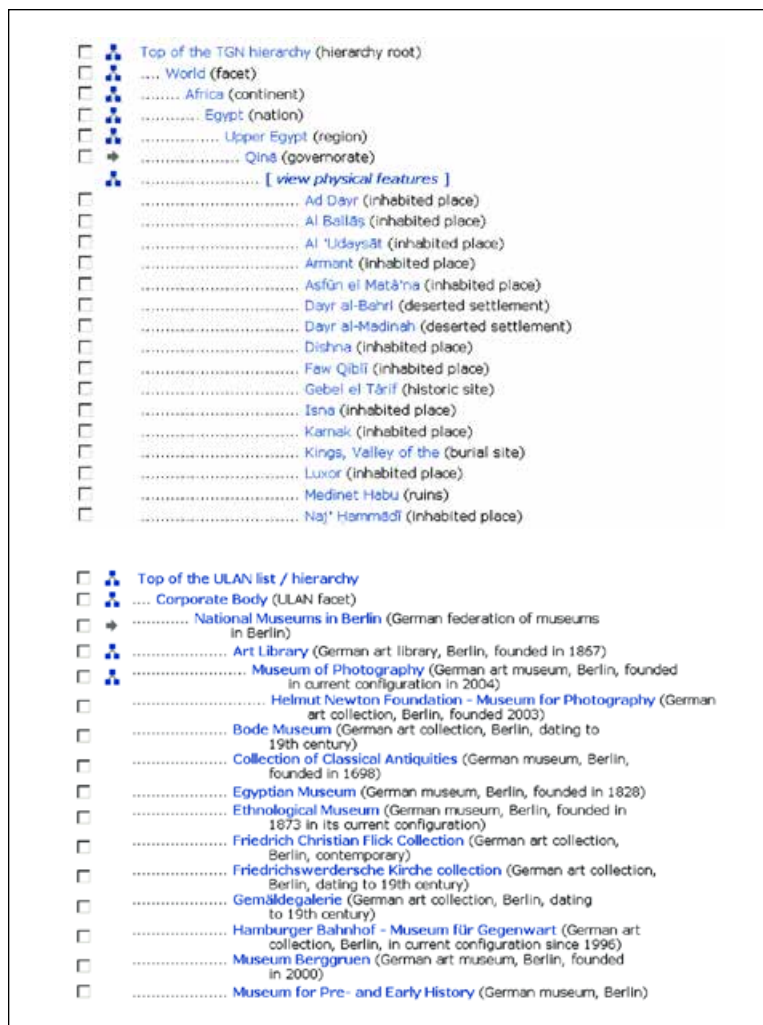 Top of the TGN hierarchy (hierarchy root)
.... World (facet)
........ Africa (continent)
............ Egypt (nation)
................ Upper Egypt (region)
.................... Qinā (governorate)
........................ [ view physical features ]
................................ Ad Dayr (inhabited place)
................................ Al Ballāş (inhabited place)
................................ Al 'Udaysāt (inhabited place)
................................ Armant (inhabited place)
................................ Asfūn el Matâ'na (inhabited place)
................................ Dayr al-Bahrī (deserted settlement)
................................ Dayr al-Madinah (deserted settlement)
................................ Dishna (inhabited place)
................................ Faw Qiblī (inhabited place)
................................ Gebel el Târif (historic site)
................................ Isna (inhabited place)
................................ Karnak (inhabited place)
................................ Kings, Valley of the (burial site)
................................ Luxor (inhabited place)
................................ Medinet Habu (ruins)
................................ Naj' Hammādī (inhabited place)
Top of the ULAN list / hierarchy
.... Corporate Body (ULAN facet)
............ National Museums in Berlin (German federation of museums
in Berlin)
.................... Art Library (German art library, Berlin, founded in 1867)
........................ Museum of Photography (German art museum, Berlin, founded
in current configuration in 2004)
............................ Helmut Newton Foundation - Museum for Photography (German
art collection, Berlin, founded 2003)
.................... Bode Museum (German art collection, Berlin, dating to
19th century)
.................... Collection of Classical Antiquities (German museum, Berlin,
founded in 1698)
.................... Egyptian Museum (German museum, Berlin, founded in 1828)
.................... Ethnological Museum (German museum, Berlin, founded in
1873 in its current configuration)
.................... Friedrich Christian Flick Collection (German art collection,
Berlin, contemporary)
.................... Friedrichswerdersche Kirche collection (German art collection,
Berlin, dating to 19th century)
.................... Gemäldegalerie (German art collection, Berlin, dating
to 19th century)
.................... Hamburger Bahnhof - Museum für Gegenwart (German art
collection, Berlin, in current configuration since 1996)
.................... Museum Berggruen (German art museum, Berlin, founded
in 2000)
.................... Museum for Pre- and Early History (German museum, Berlin)